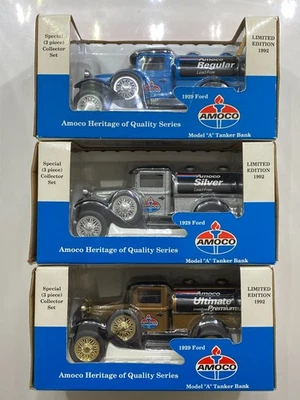 Special
(3 piece)
Collector
Set
LIMITED
EDITION
1992
Amoco
Regular
Lead-Free
1929 Ford
AMOCO
Amoco Heritage of Quality Series
Model "A" Tanker Bank
Special
(3 piece)
Collector
Set
LIMITED
EDITION
1992
Amoco
Silver
Lead-Free
1929 Ford
AMOCO
Amoco Heritage of Quality Series
Model "A" Tanker Bank
Special
(3 piece)
Collector
Set
LIMITED
EDITION
1992
Amoco
Ultimate
Premium
1929 Ford
AMOCO
Amoco Heritage of Quality Series
Model "A" Tanker Bank